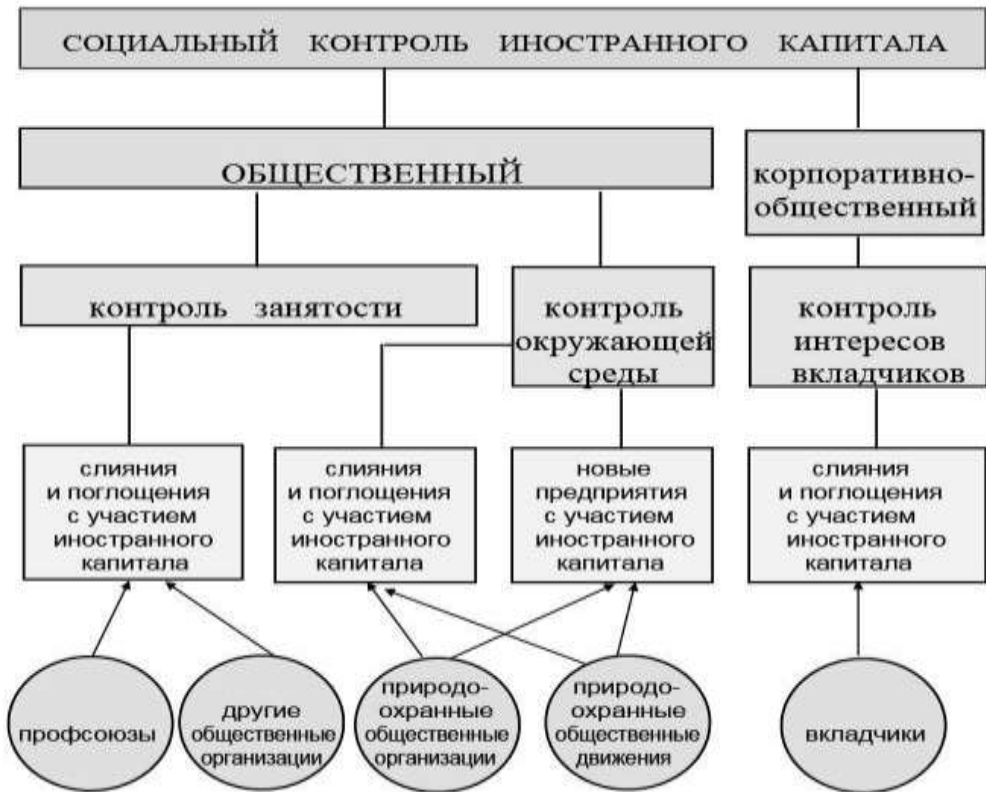 СОЦИАЛЬНЫЙ КОНТРОЛЬ ИНОСТРАННОГО КАПИТАЛА
ОБЩЕСТВЕННЫЙ
корпоративно-
общественный
контроль занятости
контроль
окружающей
среды
контроль
интересов
вкладчиков
слияния
и поглощения
с участием
иностранного
капитала
слияния
и поглощения
с участием
иностранного
капитала
новые
предприятия
с участием
иностранного
капитала
слияния
и поглощения
с участием
иностранного
капитала
профсоюзы
другие
общественные
организации
природо-
охранные
общественные
организации
природо-
охранные
общественные
движения
вкладчики